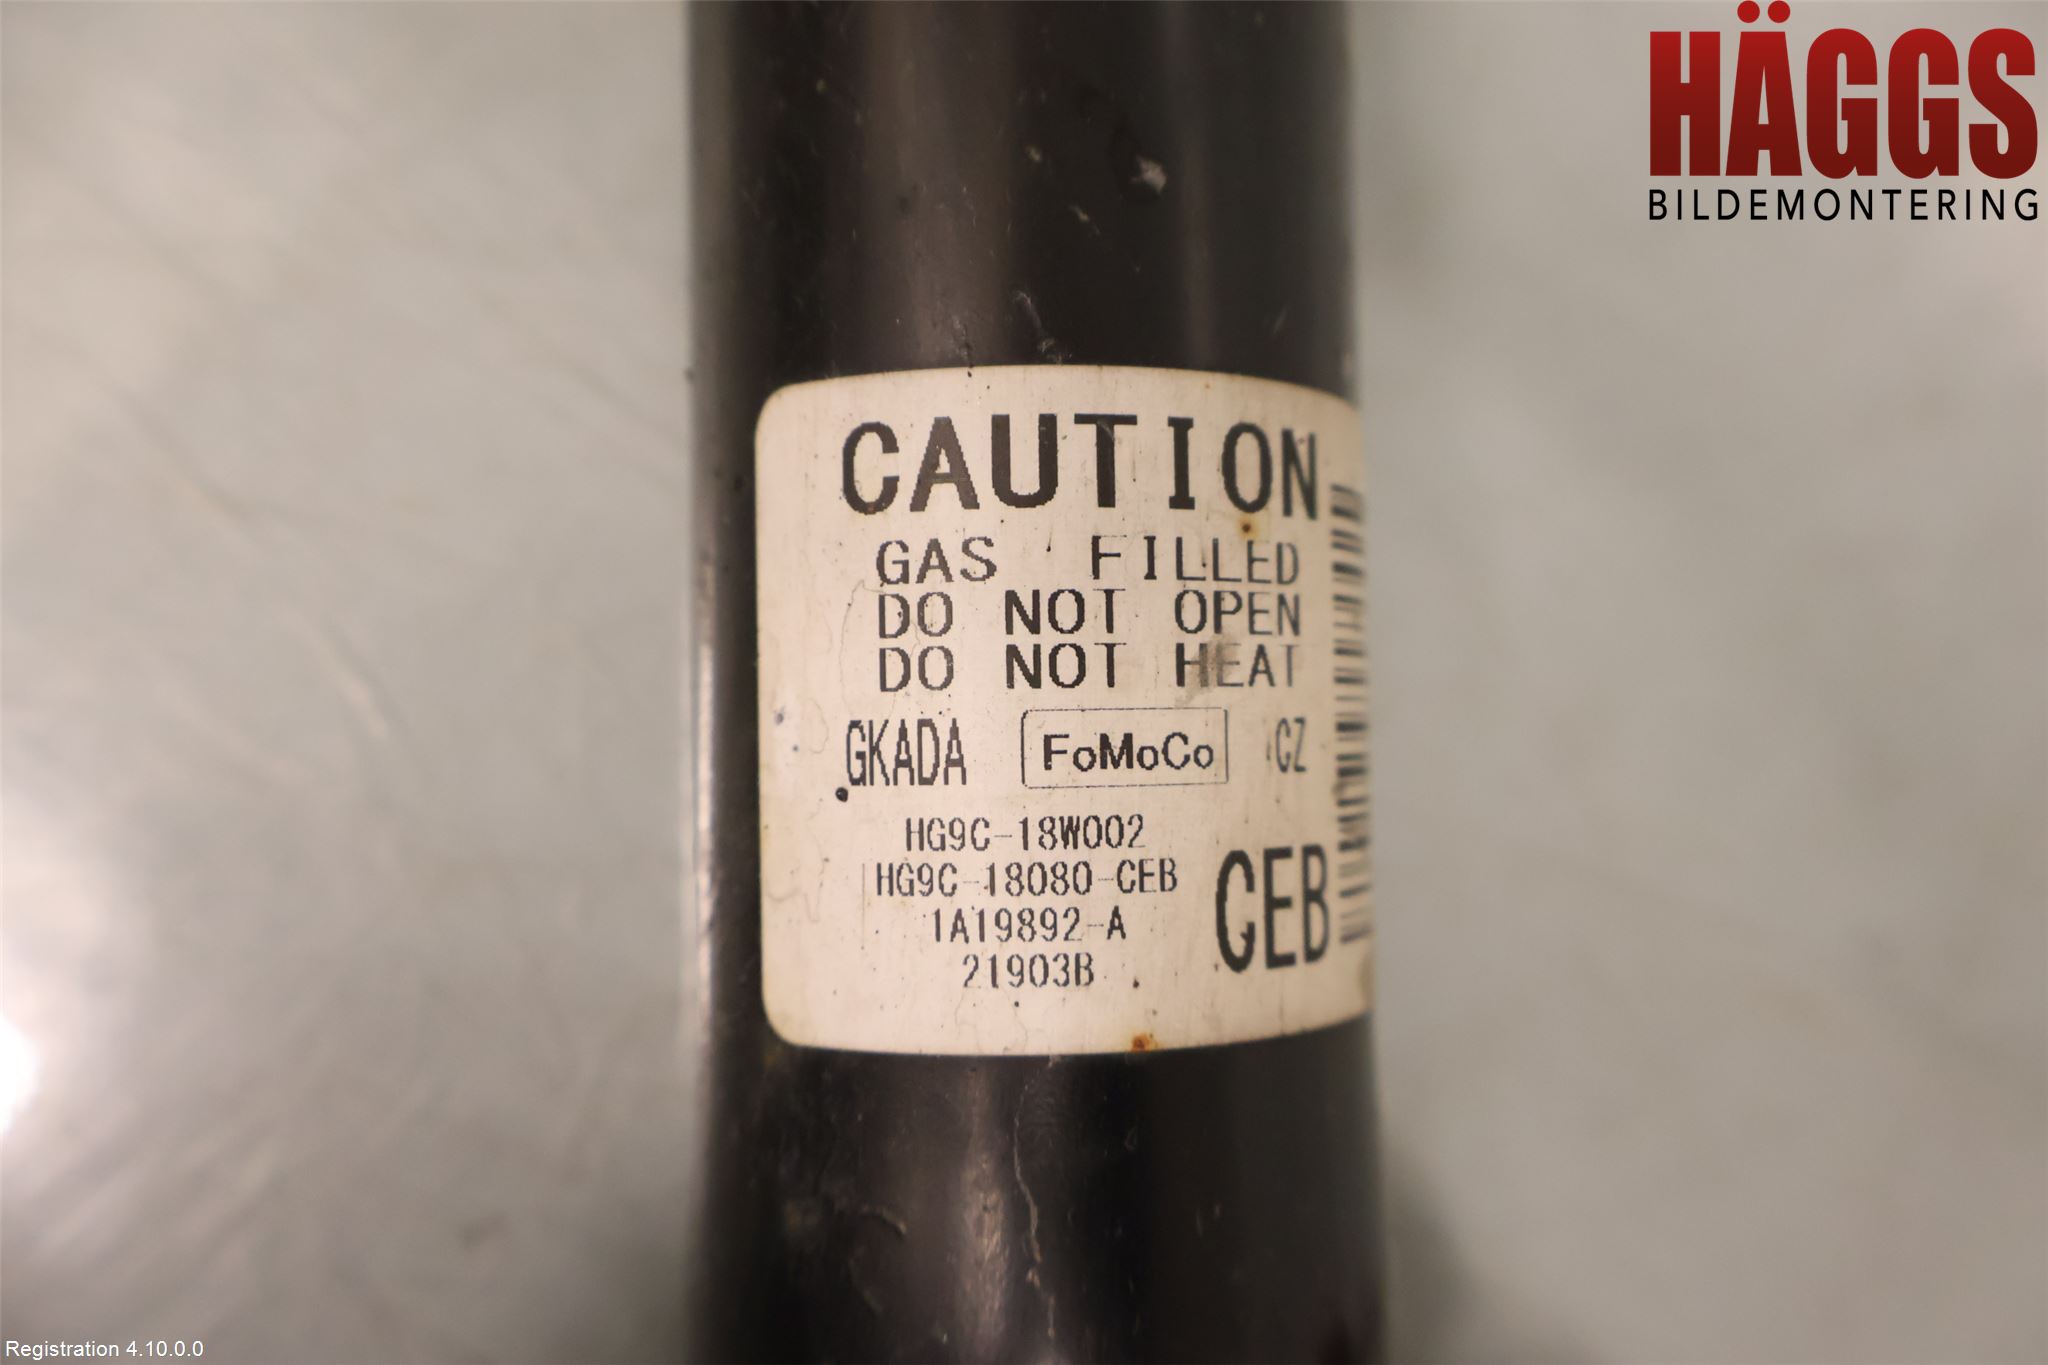 HÄGGS
BILDEMONTERING
CAUTION
GAS FILLED
DO NOT OPEN
DO NOT HEAT
GKADA FoMoCo CZ
HG9C-18W002
HG9C-18080-CEB
CEB
1A19892-A
21903B
Registration 4.10.0.0